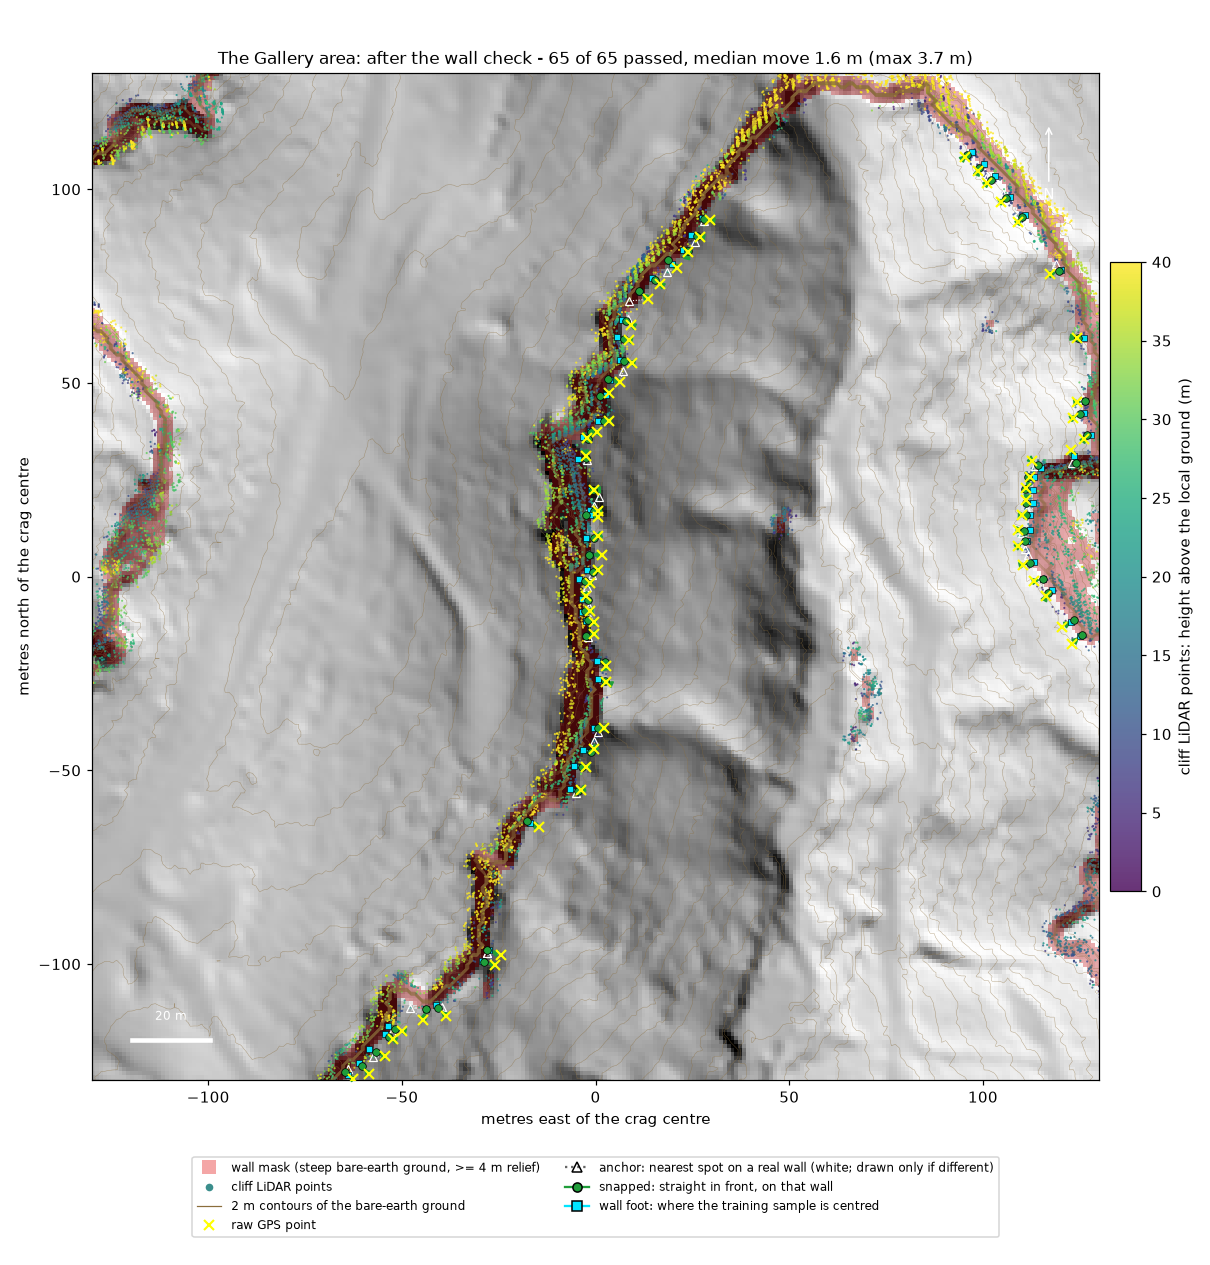 The Gallery area: after the wall check - 65 of 65 passed, median move 1.6 m (max 3.7 m)
100
50
0
−50
−100
metres north of the crag centre
20 m
−100
−50
0
50
100
metres east of the crag centre
40
35
30
25
20
15
10
5
0
cliff LiDAR points: height above the local ground (m)
wall mask (steep bare-earth ground, >= 4 m relief)
cliff LiDAR points
2 m contours of the bare-earth ground
raw GPS point
anchor: nearest spot on a real wall (white; drawn only if different)
snapped: straight in front, on that wall
wall foot: where the training sample is centred